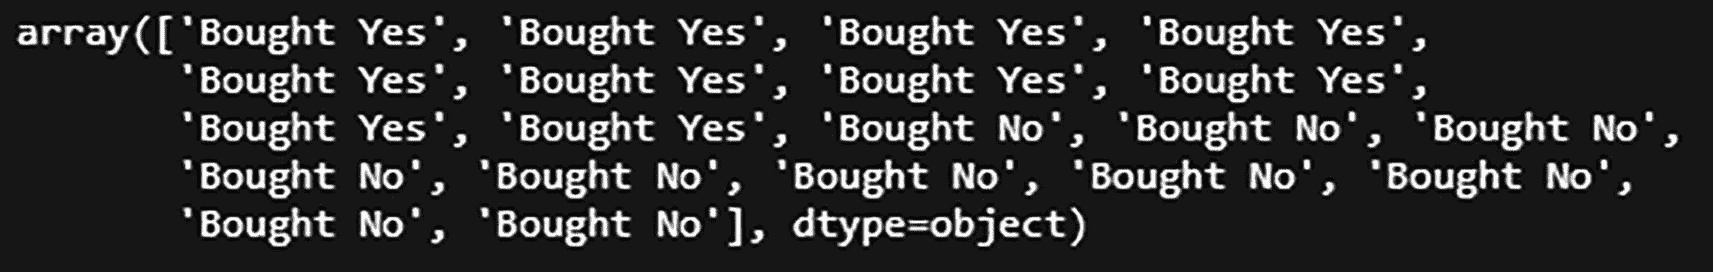 array(['Bought Yes', 'Bought Yes', 'Bought Yes', 'Bought Yes',
'Bought Yes', 'Bought Yes', 'Bought Yes', 'Bought Yes',
'Bought Yes', 'Bought Yes', 'Bought No', 'Bought No', 'Bought No',
'Bought No', 'Bought No', 'Bought No', 'Bought No', 'Bought No',
'Bought No', 'Bought No'], dtype=object)